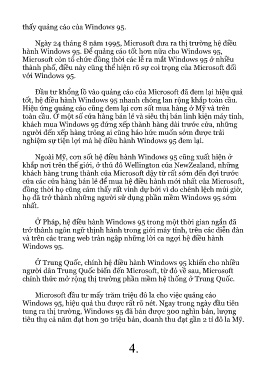 thấy quảng cáo của Windows 95.
Ngày 24 tháng 8 năm 1995, Microsoft đưa ra thị trường hệ điều
hành Windows 95. Để quảng cáo tốt hơn nữa cho Windows 95,
Microsoft còn tổ chức đồng thời các lễ ra mắt Windows 95 ở nhiều
thành phố, điều này cũng thể hiện rõ sự coi trọng của Microsoft đối
với Windows 95.
Đầu tư khổng lồ vào quảng cáo của Microsoft đã đem lại hiệu quả
tốt, hệ điều hành Windows 95 nhanh chóng lan rộng khắp toàn cầu.
Hiệu ứng quảng cáo cũng đem lại cơn sốt mua hàng ở Mỹ và trên
toàn cầu. Ở một số cửa hàng bán lẻ và siêu thị bán linh kiện máy tính,
khách mua Windows 95 đứng xếp thành hàng dài trước cửa, những
người đến xếp hàng trông ai cũng háo hức muốn sớm được trải
nghiệm sự tiện lợi mà hệ điều hành Windows 95 đem lại.
Ngoài Mỹ, cơn sốt hệ điều hành Windows 95 cũng xuất hiện ở
khắp nơi trên thế giới, ở thủ đô Wellington của NewZealand, những
khách hàng trung thành của Microsoft dậy từ rất sớm đến đợi trước
cửa các cửa hàng bán lẻ để mua hệ điều hành mới nhất của Microsoft,
đồng thời họ cũng cảm thấy rất vinh dự bởi vì do chênh lệch múi giờ,
họ đã trở thành những người sử dụng phần mềm Windows 95 sớm
nhất.
Ở Pháp, hệ điều hành Windows 95 trong một thời gian ngắn đã
trở thành ngôn ngữ thịnh hành trong giới máy tính, trên các diễn đàn
và trên các trang web tràn ngập những lời ca ngợi hệ điều hành
Windows 95.
Ở Trung Quốc, chính hệ điều hành Windows 95 khiến cho nhiều
người dân Trung Quốc biến đến Microsoft, từ đó về sau, Microsoft
chính thức mở rộng thị trường phần mềm hệ thống ở Trung Quốc.
Microsoft đầu tư mấy trăm triệu đô la cho việc quảng cáo
Windows 95, hiệu quả thu được rất rõ nét. Ngay trong ngày đầu tiên
tung ra thị trường, Windows 95 đã bán được 200 nghìn bản, lượng
tiêu thụ cả năm đạt hơn 30 triệu bản, doanh thu đạt gần 2 tỉ đô la Mỹ.
4.